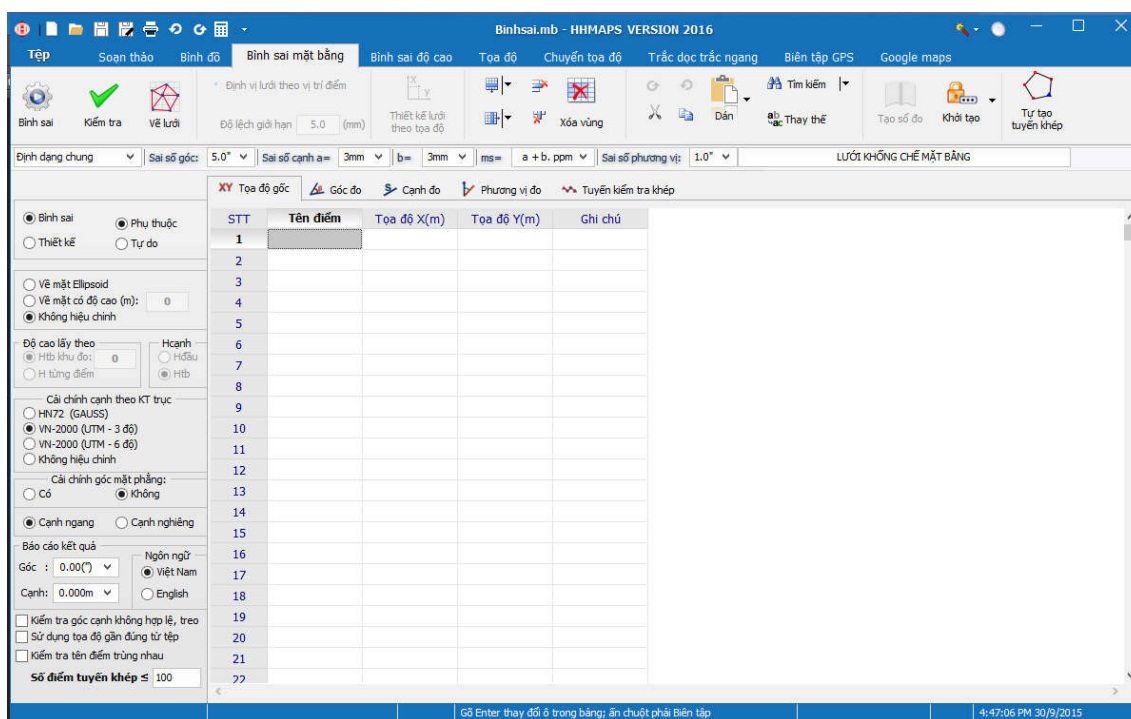 Binhsai.mb - HHMAPS VERSION 2016
Tệp Soạn thảo Bình đồ Bình sai mặt bằng Bình sai độ cao Tọa độ Chuyển tọa độ Trắc dọc trắc ngang Biên tập GPS Google maps
Bình sai Kiểm tra Vẽ lưới
Định vị lưới theo vị trí điểm
Độ lệch giới hạn 5.0 (mm)
Thiết kế lưới
theo tọa độ
Xóa vùng
Dán
Tìm kiếm
Thay thế
Tạo sổ đo
Khởi tạo
Tự tạo
tuyến khép
Định dạng chung Sai số góc: 5.0" Sai số cạnh a= 3mm b= 3mm ms= a + b. ppm Sai số phương vị: 1.0" LƯỚI KHỐNG CHẾ MẶT BẰNG
XY Tọa độ gốc Góc đo Cạnh đo Phương vị đo Tuyến kiểm tra khép
Bình sai Phụ thuộc
Thiết kế Tự do
Về mặt Ellipsoid
Về mặt có độ cao (m): 0
Không hiệu chỉnh
Độ cao lấy theo Hcạnh
Htb khu đo: 0 Hđầu
H từng điểm Htb
Cải chính cạnh theo KT trục
HN72 (GAUSS)
VN-2000 (UTM - 3 độ)
VN-2000 (UTM - 6 độ)
Không hiệu chỉnh
Cải chính góc mặt phẳng:
Có Không
Cạnh ngang Cạnh nghiêng
Báo cáo kết quả Ngôn ngữ
Góc : 0.00(") Việt Nam
Cạnh: 0.000m English
Kiểm tra góc cạnh không hợp lệ, treo
Sử dụng tọa độ gần đúng từ tệp
Kiểm tra tên điểm trùng nhau
Số điểm tuyến khép ≤ 100
STT Tên điểm Tọa độ X(m) Tọa độ Y(m) Ghi chú
1
2
3
4
5
6
7
8
9
10
11
12
13
14
15
16
17
18
19
20
21
22
Gõ Enter thay đổi ô trong bảng; ấn chuột phải Biên tập 4:47:06 PM 30/9/2015